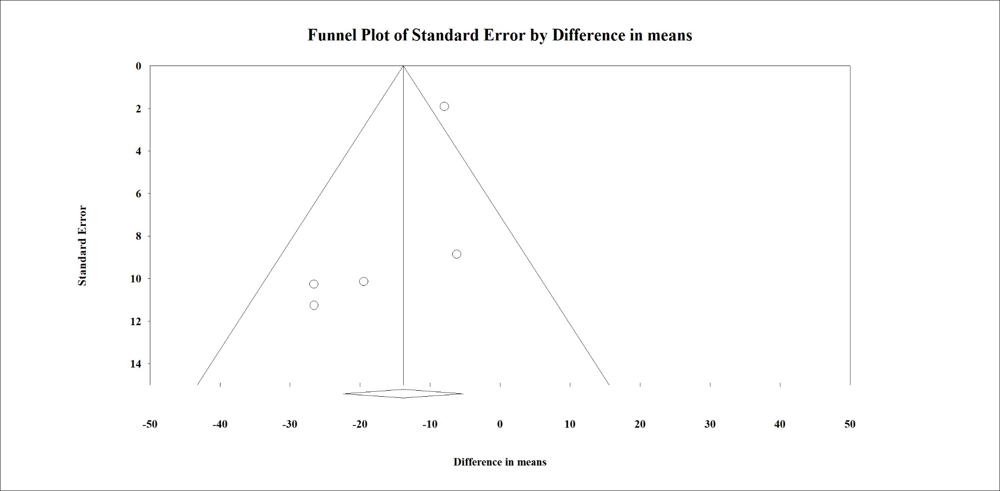 Funnel Plot of Standard Error by Difference in means
0
2
4
6
8
10
12
14
Standard Error
-50 -40 -30 -20 -10 0 10 20 30 40 50
Difference in means